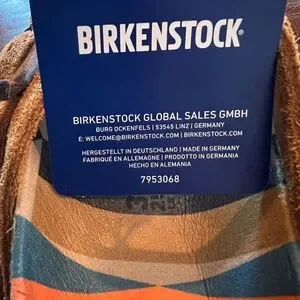 BIRKENSTOCK®
BIRKENSTOCK GLOBAL SALES GMBH
BURG OCKENFELS | 53545 LINZ | GERMANY
E: WELCOME@BIRKENSTOCK.COM | BIRKENSTOCK.COM
HERGESTELLT IN DEUTSCHLAND | MADE IN GERMANY
FABRIQUÉ EN ALLEMAGNE | PRODOTTO IN GERMANIA
HECHO EN ALEMANIA
7953068